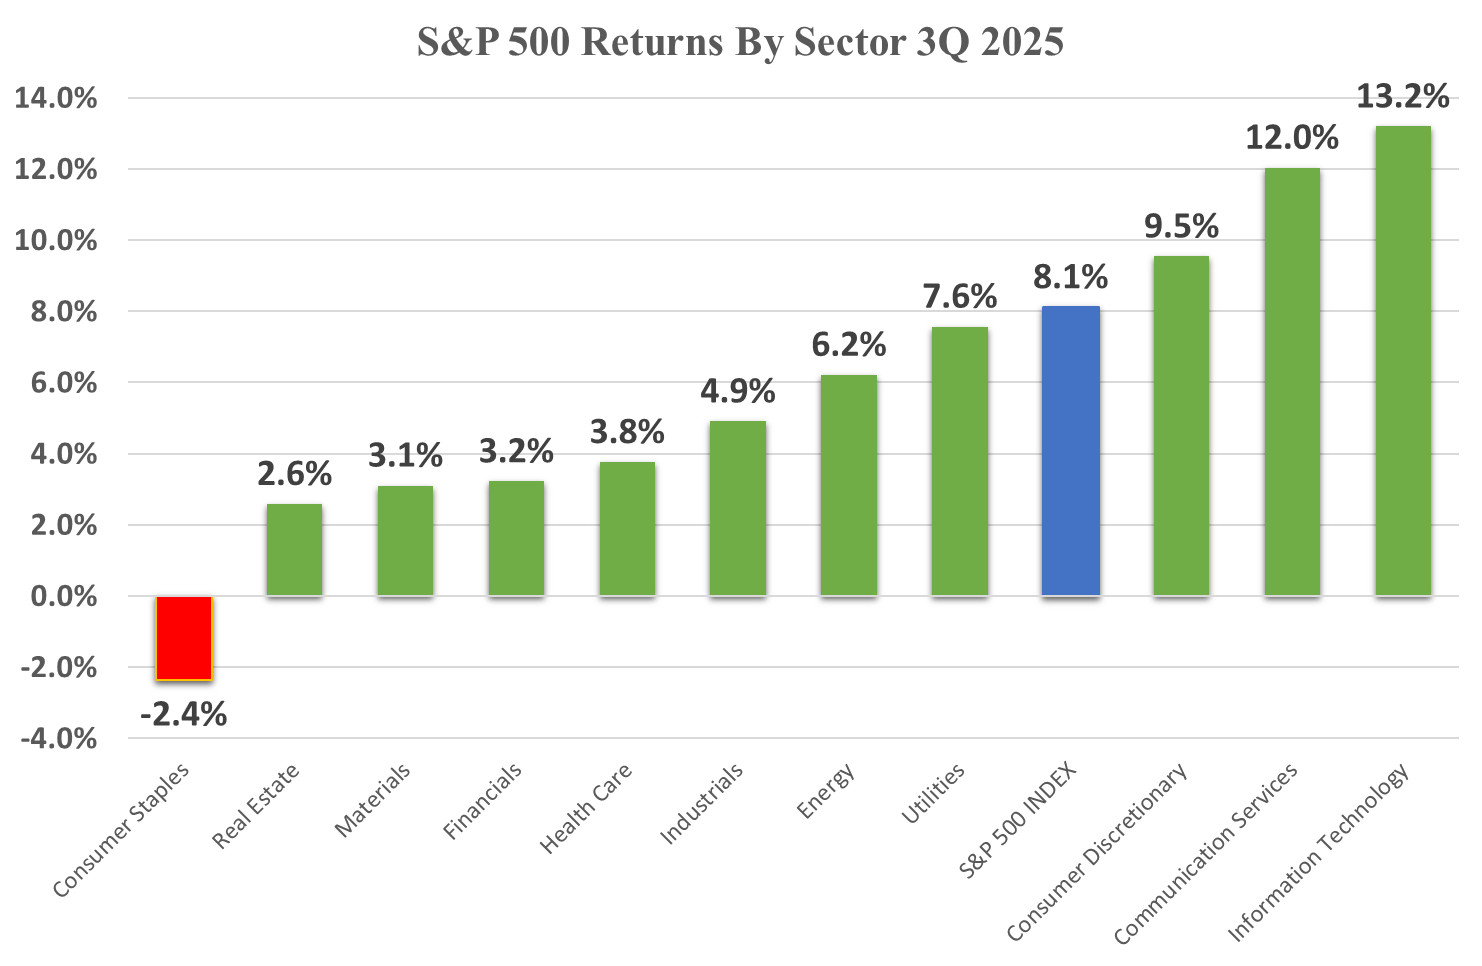 S&P 500 Returns By Sector 3Q 2025
14.0%
12.0%
10.0%
8.0%
6.0%
4.0%
2.0%
0.0%
-2.0%
-4.0%
-2.4%
2.6%
3.1%
3.2%
3.8%
4.9%
6.2%
7.6%
8.1%
9.5%
12.0%
13.2%
Consumer Staples
Real Estate
Materials
Financials
Health Care
Industrials
Energy
Utilities
S&P 500 INDEX
Consumer Discretionary
Communication Services
Information Technology